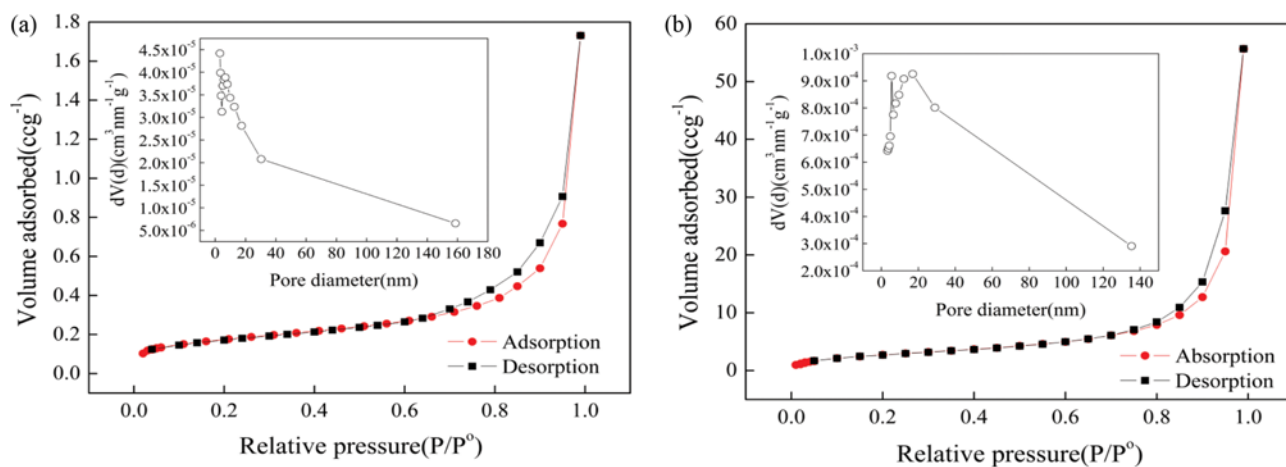 (a)
1.8
1.6
1.4
1.2
1.0
0.8
0.6
0.4
0.2
0.0
Volume adsorbed(ccg⁻¹)
4.5x10⁻⁵
4.0x10⁻⁵
3.5x10⁻⁵
3.0x10⁻⁵
2.5x10⁻⁵
2.0x10⁻⁵
1.5x10⁻⁵
1.0x10⁻⁵
5.0x10⁻⁶
dV(d)(cm³nm⁻¹g⁻¹)
0 20 40 60 80 100 120 140 160 180
Pore diameter(nm)
Adsorption
Desorption
0.0 0.2 0.4 0.6 0.8 1.0
Relative pressure(P/P⁰)
(b)
60
50
40
30
20
10
0
Volume adsorbed(ccg⁻¹)
1.0x10⁻³
9.0x10⁻⁴
8.0x10⁻⁴
7.0x10⁻⁴
6.0x10⁻⁴
5.0x10⁻⁴
4.0x10⁻⁴
3.0x10⁻⁴
2.0x10⁻⁴
dV(d)(cm³nm⁻¹g⁻¹)
0 20 40 60 80 100 120 140
Pore diameter(nm)
Absorption
Desorption
0.0 0.2 0.4 0.6 0.8 1.0
Relative pressure(P/P⁰)